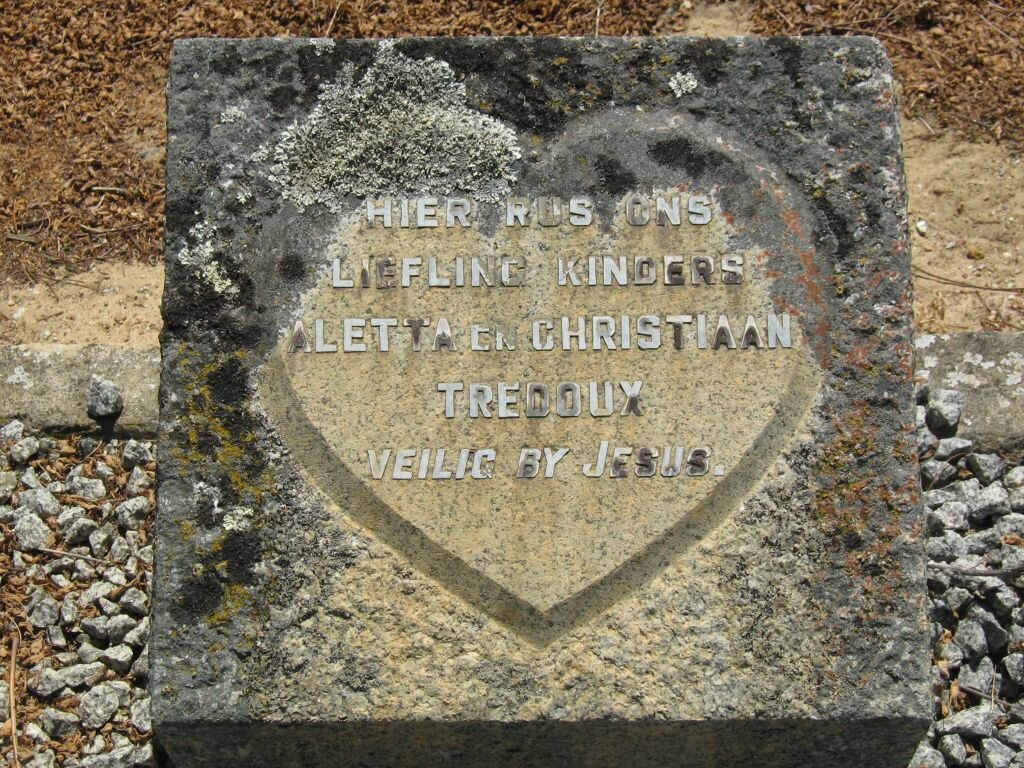 HIER RUS ONS
LIEFLING KINDERS
ALETTA EN CHRISTIAAN
TREDOUX
VEILIG BY JESUS.